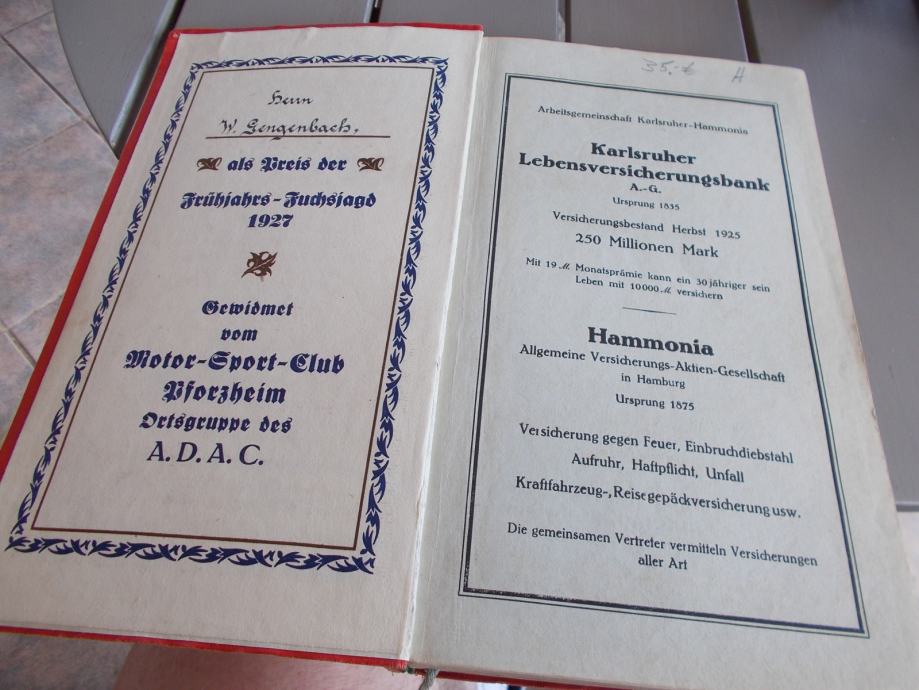 Herrn
W. Gengenbach,
als Preis der
Frühjahrs-Fuchsjagd
1927
Gewidmet
vom
Motor-Sport-Club
Pforzheim
Ortsgruppe des
A.D.A.C.
35.-€ A
Arbeitsgemeinschaft Karlsruher-Hammonia
Karlsruher
Lebensversicherungsbank
A.-G.
Ursprung 1835
Versicherungsbestand Herbst 1925
250 Millionen Mark
Mit 19 M. Monatsprämie kann ein 30jähriger sein
Leben mit 10000 M versichern
Hammonia
Allgemeine Versicherungs-Aktien-Gesellschaft
in Hamburg
Ursprung 1875
Versicherung gegen Feuer, Einbruchdiebstahl
Aufruhr, Haftpflicht, Unfall
Kraftfahrzeug-, Reisegepäckversicherung usw.
Die gemeinsamen Vertreter vermitteln Versicherungen
aller Art